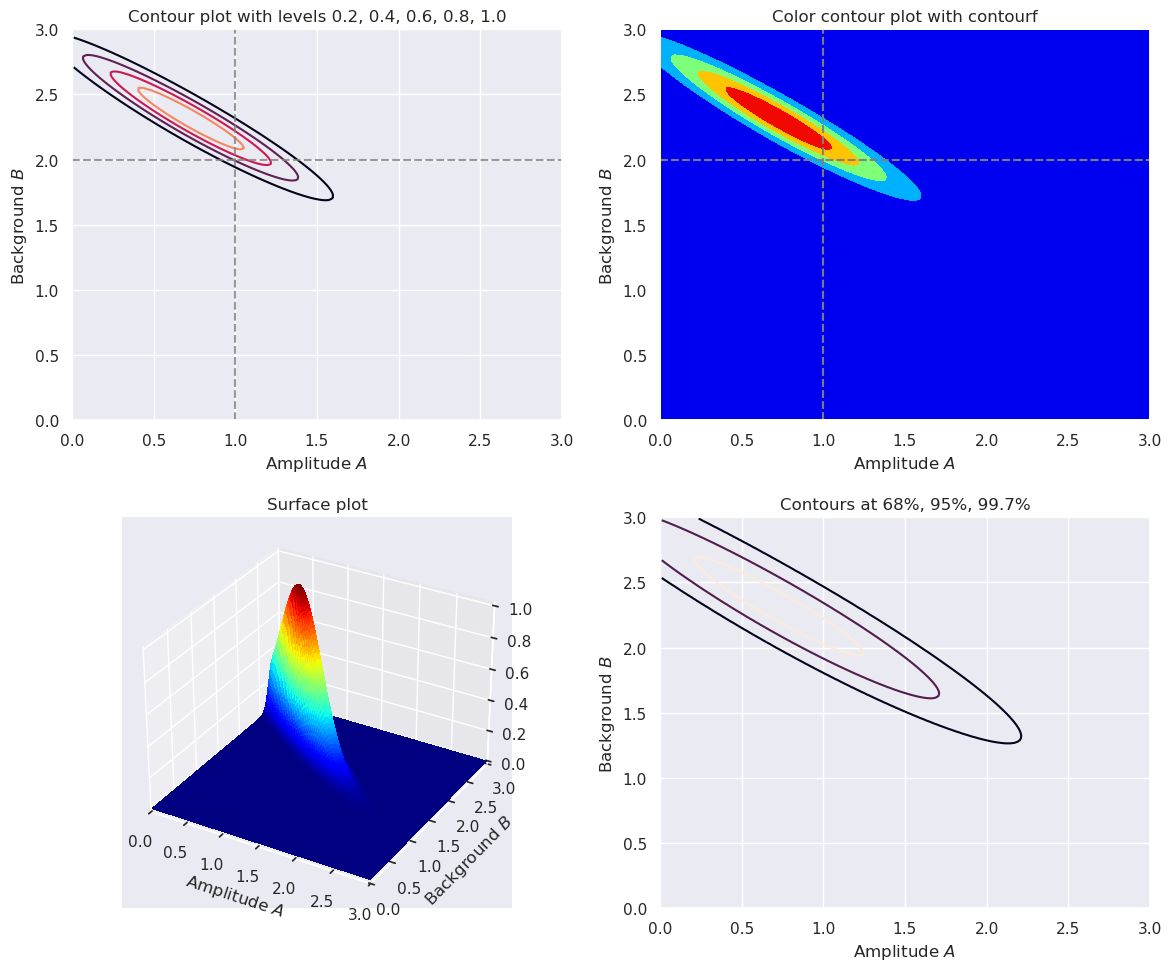 Contour plot with levels 0.2, 0.4, 0.6, 0.8, 1.0
3.0
2.5
2.0
1.5
1.0
0.5
0.0
Background B
0.0 0.5 1.0 1.5 2.0 2.5 3.0
Amplitude A
Color contour plot with contourf
3.0
2.5
2.0
1.5
1.0
0.5
0.0
Background B
0.0 0.5 1.0 1.5 2.0 2.5 3.0
Amplitude A
Surface plot
1.0
0.8
0.6
0.4
0.2
0.0
0.0 0.5 1.0 1.5 2.0 2.5 3.0
Amplitude A
0.0 0.5 1.0 1.5 2.0 2.5 3.0
Background B
Contours at 68%, 95%, 99.7%
3.0
2.5
2.0
1.5
1.0
0.5
0.0
Background B
0.0 0.5 1.0 1.5 2.0 2.5 3.0
Amplitude A